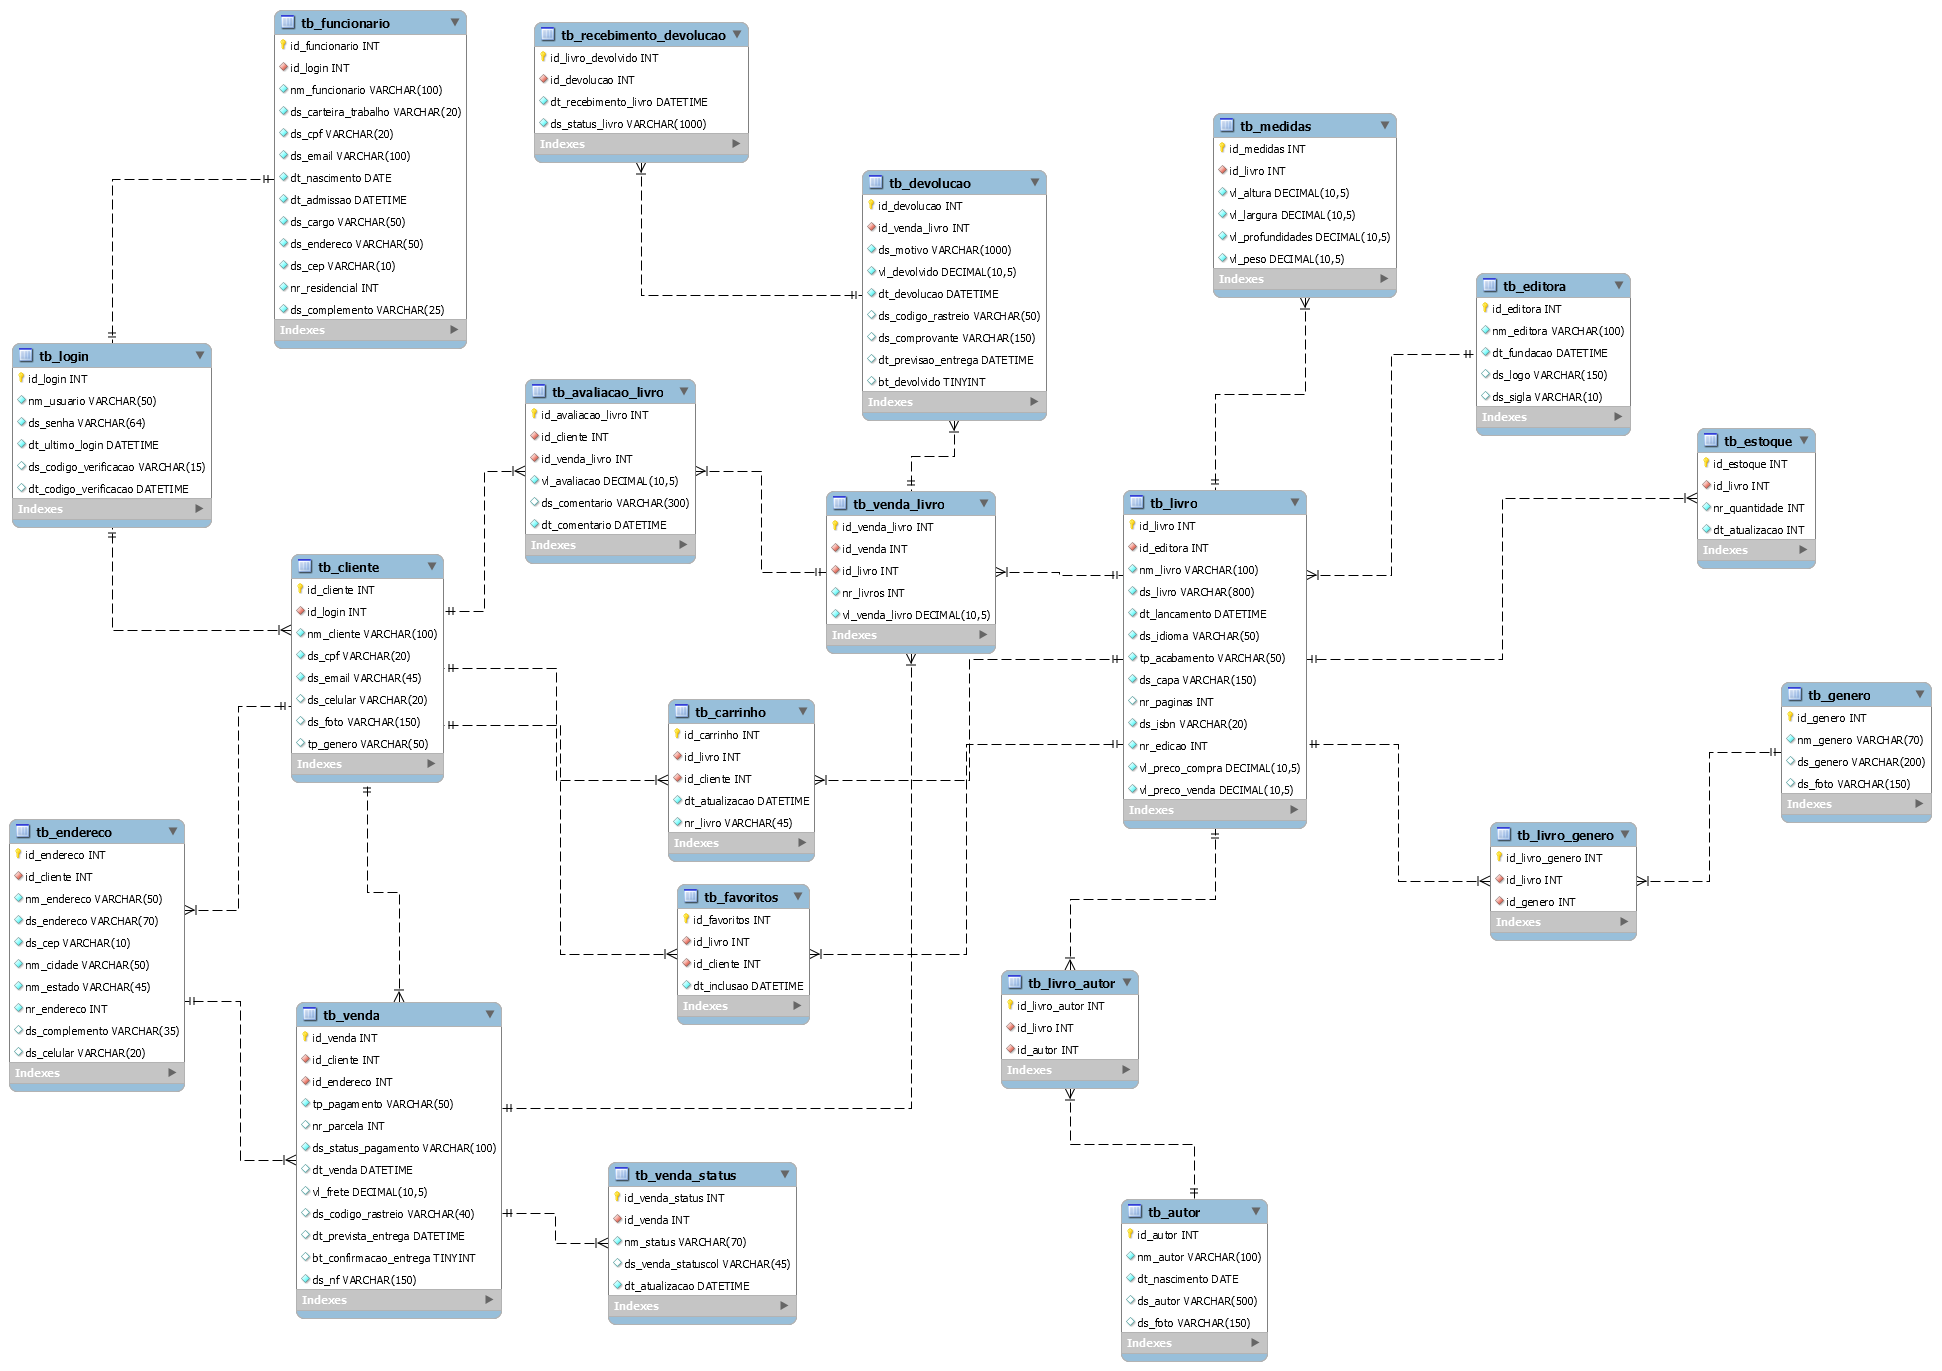 tb_funcionario
id_funcionario INT
id_login INT
nm_funcionario VARCHAR(100)
ds_carteira_trabalho VARCHAR(20)
ds_cpf VARCHAR(20)
ds_email VARCHAR(100)
dt_nascimento DATE
dt_admissao DATETIME
ds_cargo VARCHAR(50)
ds_endereco VARCHAR(50)
ds_cep VARCHAR(10)
nr_residencial INT
ds_complemento VARCHAR(25)
Indexes
tb_recebimento_devolucao
id_livro_devolvido INT
id_devolucao INT
dt_recebimento_livro DATETIME
ds_status_livro VARCHAR(1000)
Indexes
tb_devolucao
id_devolucao INT
id_venda_livro INT
ds_motivo VARCHAR(1000)
vl_devolvido DECIMAL(10,5)
dt_devolucao DATETIME
ds_codigo_rastreio VARCHAR(50)
ds_comprovante VARCHAR(150)
dt_previsao_entrega DATETIME
bt_devolvido TINYINT
Indexes
tb_medidas
id_medidas INT
id_livro INT
vl_altura DECIMAL(10,5)
vl_largura DECIMAL(10,5)
vl_profundidades DECIMAL(10,5)
vl_peso DECIMAL(10,5)
Indexes
tb_editora
id_editora INT
nm_editora VARCHAR(100)
dt_fundacao DATETIME
ds_logo VARCHAR(150)
ds_sigla VARCHAR(10)
Indexes
tb_login
id_login INT
nm_usuario VARCHAR(50)
ds_senha VARCHAR(64)
dt_ultimo_login DATETIME
ds_codigo_verificacao VARCHAR(15)
dt_codigo_verificacao DATETIME
Indexes
tb_avaliacao_livro
id_avaliacao_livro INT
id_cliente INT
id_venda_livro INT
vl_avaliacao DECIMAL(10,5)
ds_comentario VARCHAR(300)
dt_comentario DATETIME
Indexes
tb_estoque
id_estoque INT
id_livro INT
nr_quantidade INT
dt_atualizacao INT
Indexes
tb_venda_livro
id_venda_livro INT
id_venda INT
id_livro INT
nr_livros INT
vl_venda_livro DECIMAL(10,5)
Indexes
tb_livro
id_livro INT
id_editora INT
nm_livro VARCHAR(100)
ds_livro VARCHAR(800)
dt_lancamento DATETIME
ds_idioma VARCHAR(50)
tp_acabamento VARCHAR(50)
ds_capa VARCHAR(150)
nr_paginas INT
ds_isbn VARCHAR(20)
nr_edicao INT
vl_preco_compra DECIMAL(10,5)
vl_preco_venda DECIMAL(10,5)
Indexes
tb_cliente
id_cliente INT
id_login INT
nm_cliente VARCHAR(100)
ds_cpf VARCHAR(20)
ds_email VARCHAR(45)
ds_celular VARCHAR(20)
ds_foto VARCHAR(150)
tp_genero VARCHAR(50)
Indexes
tb_carrinho
id_carrinho INT
id_livro INT
id_cliente INT
dt_atualizacao DATETIME
nr_livro VARCHAR(45)
Indexes
tb_genero
id_genero INT
nm_genero VARCHAR(70)
ds_genero VARCHAR(200)
ds_foto VARCHAR(150)
Indexes
tb_endereco
id_endereco INT
id_cliente INT
nm_endereco VARCHAR(50)
ds_endereco VARCHAR(70)
ds_cep VARCHAR(10)
nm_cidade VARCHAR(50)
nm_estado VARCHAR(45)
nr_endereco INT
ds_complemento VARCHAR(35)
ds_celular VARCHAR(20)
Indexes
tb_livro_genero
id_livro_genero INT
id_livro INT
id_genero INT
Indexes
tb_favoritos
id_favoritos INT
id_livro INT
id_cliente INT
dt_inclusao DATETIME
Indexes
tb_livro_autor
id_livro_autor INT
id_livro INT
id_autor INT
Indexes
tb_venda
id_venda INT
id_cliente INT
id_endereco INT
tp_pagamento VARCHAR(50)
nr_parcela INT
ds_status_pagamento VARCHAR(100)
dt_venda DATETIME
vl_frete DECIMAL(10,5)
ds_codigo_rastreio VARCHAR(40)
dt_prevista_entrega DATETIME
bt_confirmacao_entrega TINYINT
ds_nf VARCHAR(150)
Indexes
tb_venda_status
id_venda_status INT
id_venda INT
nm_status VARCHAR(70)
ds_venda_statuscol VARCHAR(45)
dt_atualizacao DATETIME
Indexes
tb_autor
id_autor INT
nm_autor VARCHAR(100)
dt_nascimento DATE
ds_autor VARCHAR(500)
ds_foto VARCHAR(150)
Indexes